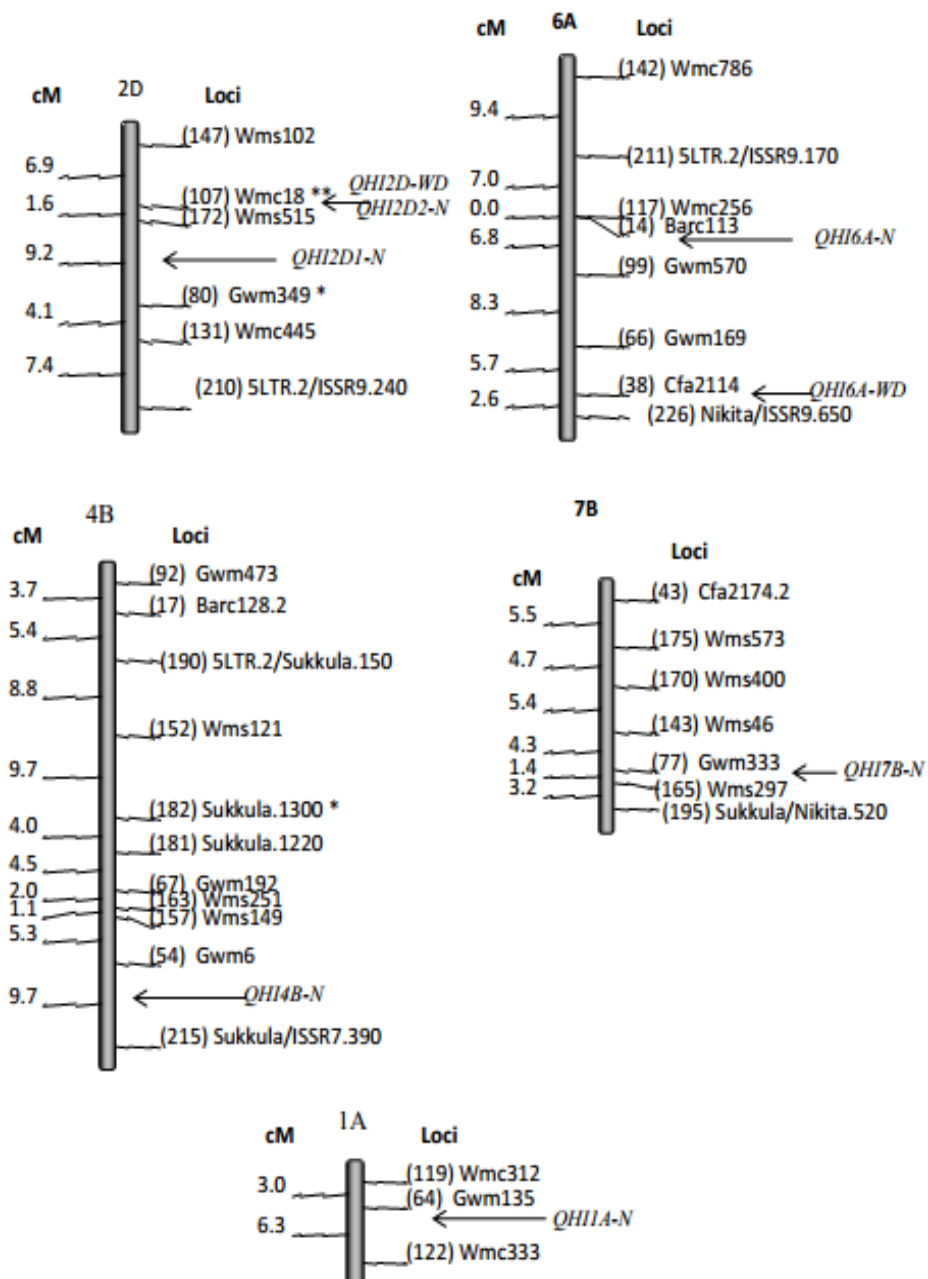 2D
cM Loci
(147) Wms102
6.9
(107) Wmc18 ** QHI2D-WD
1.6
QHI2D2-N
(172) Wms515
9.2
QHI2D1-N
(80) Gwm349 *
4.1
(131) Wmc445
7.4
(210) 5LTR.2/ISSR9.240
6A
cM Loci
(142) Wmc786
9.4
(211) 5LTR.2/ISSR9.170
7.0
(117) Wmc256
0.0
(14) Barc113
6.8
QHI6A-N
(99) Gwm570
8.3
(66) Gwm169
5.7
(38) Cfa2114 QHI6A-WD
2.6
(226) Nikita/ISSR9.650
4B
cM Loci
(92) Gwm473
3.7
(17) Barc128.2
5.4
(190) 5LTR.2/Sukkula.150
8.8
(152) Wms121
9.7
(182) Sukkula.1300 *
4.0
(181) Sukkula.1220
4.5
(67) Gwm192
2.0
(163) Wms251
1.1
(157) Wms149
5.3
(54) Gwm6
9.7
QHI4B-N
(215) Sukkula/ISSR7.390
7B
Loci
cM
(43) Cfa2174.2
5.5
(175) Wms573
4.7
(170) Wms400
5.4
(143) Wms46
4.3
(77) Gwm333
1.4
QHI7B-N
(165) Wms297
3.2
(195) Sukkula/Nikita.520
1A
cM Loci
(119) Wmc312
3.0
(64) Gwm135
QHI1A-N
6.3
(122) Wmc333